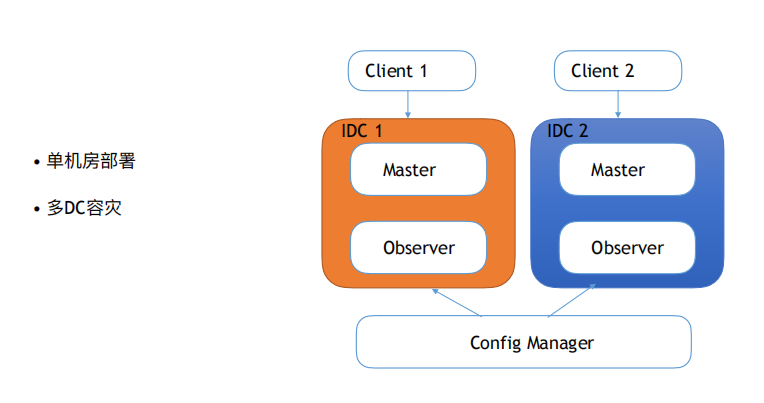 • 单机房部署
• 多DC容灾
Client 1
Client 2
IDC 1
IDC 2
Master
Master
Observer
Observer
Config Manager